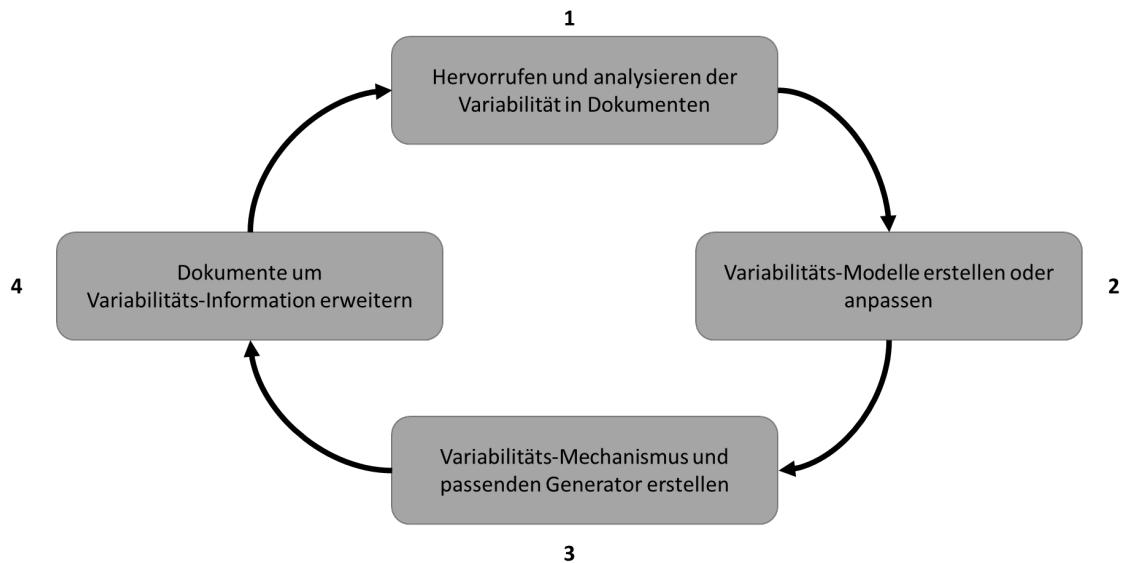 1
Hervorrufen und analysieren der
Variabilität in Dokumenten
Variabilitäts-Modelle erstellen oder
anpassen
2
Variabilitäts-Mechanismus und
passenden Generator erstellen
3
Dokumente um
Variabilitäts-Information erweitern
4